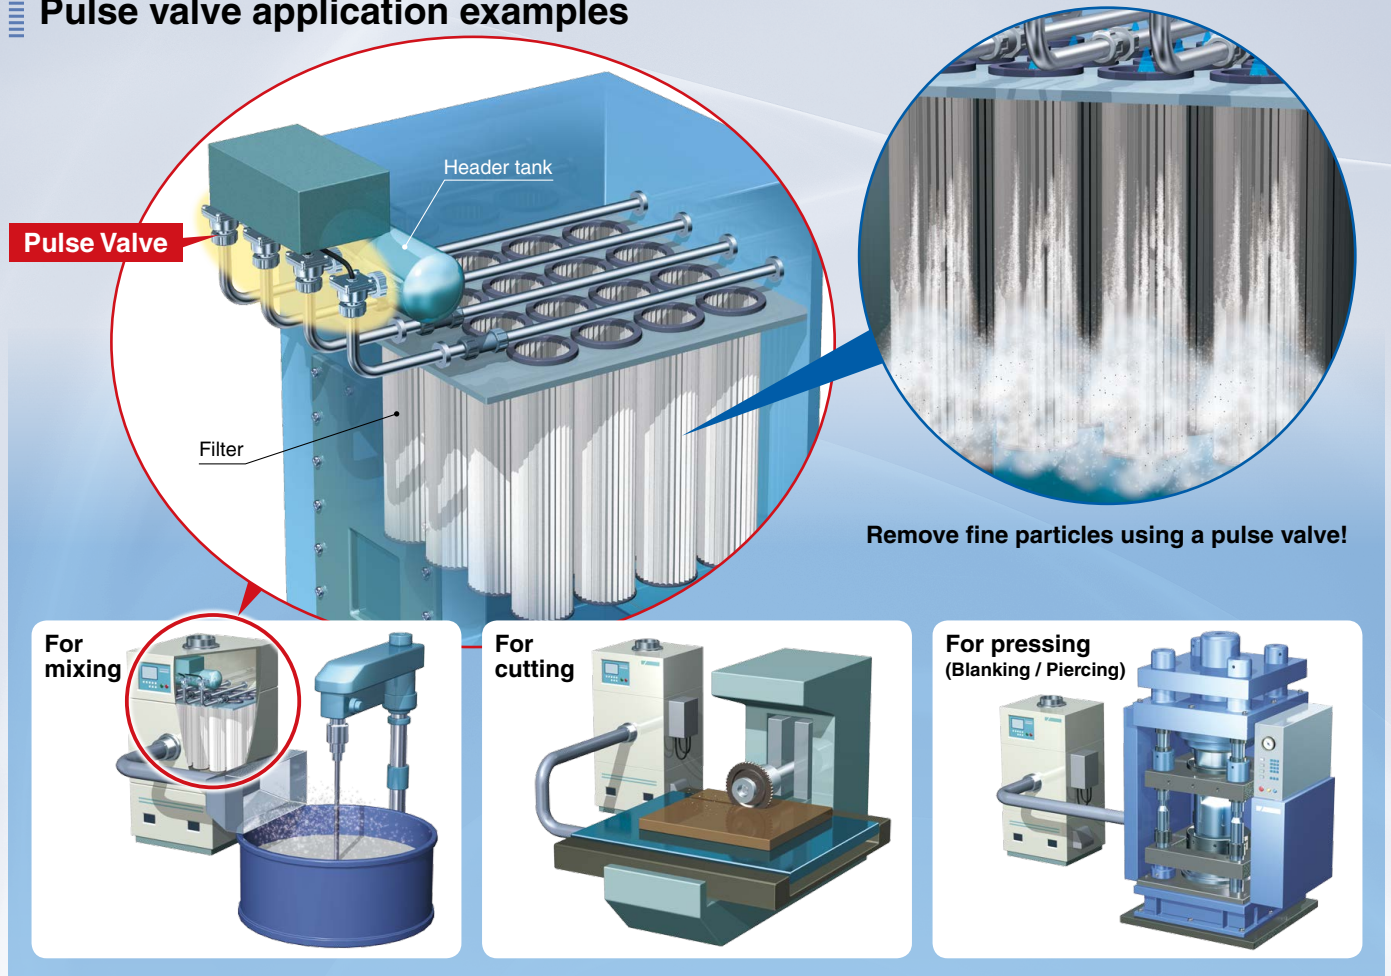 Pulse valve application examples
Header tank
Pulse Valve
Filter
Remove fine particles using a pulse valve!
For
mixing
For
cutting
For pressing
(Blanking / Piercing)